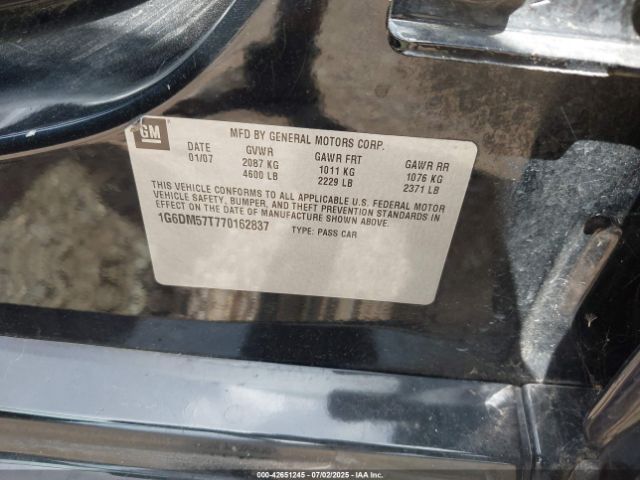 GM
MFD BY GENERAL MOTORS CORP.
DATE GVWR GAWR FRT GAWR RR
01/07 2087 KG 1011 KG 1076 KG
4600 LB 2229 LB 2371 LB
THIS VEHICLE CONFORMS TO ALL APPLICABLE U.S. FEDERAL MOTOR
VEHICLE SAFETY, BUMPER, AND THEFT PREVENTION STANDARDS IN
EFFECT ON THE DATE OF MANUFACTURE SHOWN ABOVE.
1G6DM57T770162837 TYPE: PASS CAR
000-42651245 - 07/02/2025 - IAAI.COM